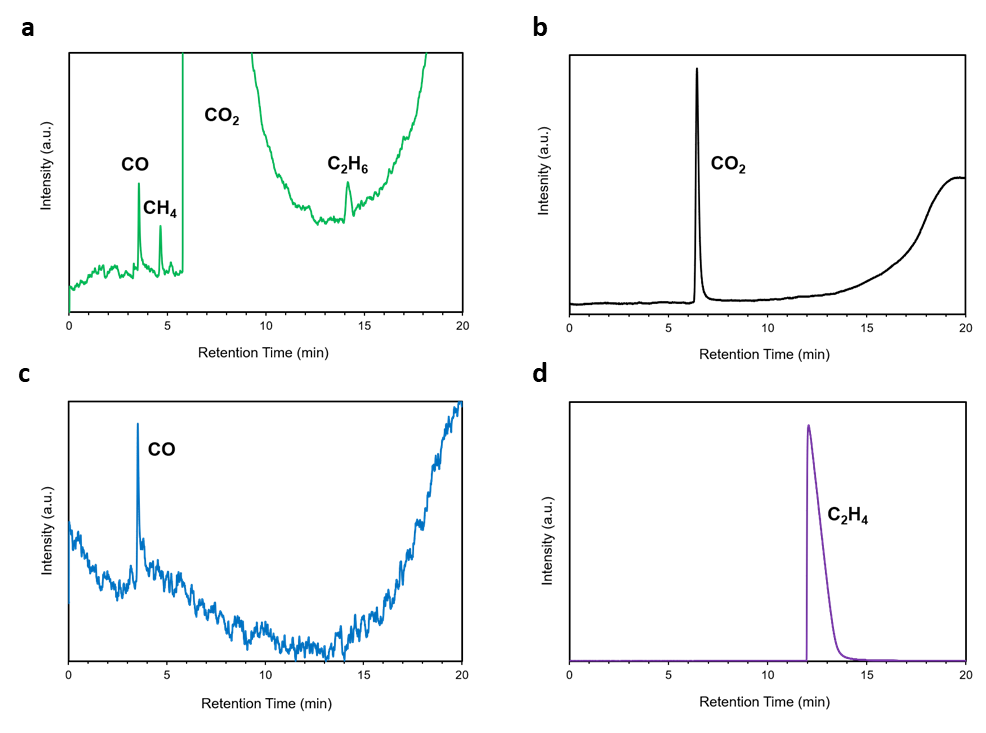 a
Intensity (a.u.)
CO
CH4
CO2
C2H6
0 5 10 15 20
Retention Time (min)
b
Intesnity (a.u.)
CO2
0 5 10 15 20
Retention Time (min)
c
Intensity (a.u.)
CO
0 5 10 15 20
Retention Time (min)
d
Intensity (a.u.)
C2H4
0 5 10 15 20
Retention Time (min)